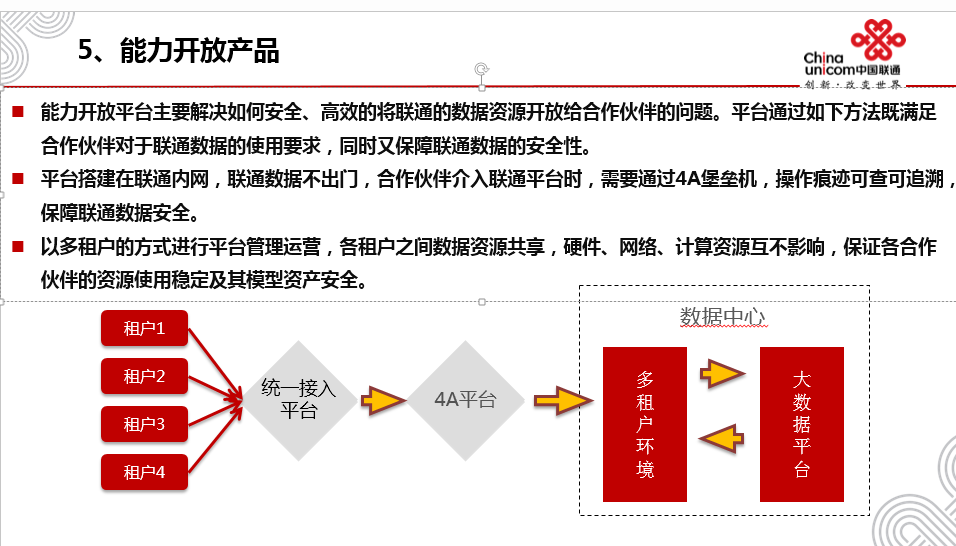 5、能力开放产品
China
unicom中国联通
创新·改变世界
能力开放平台主要解决如何安全、高效的将联通的数据资源开放给合作伙伴的问题。平台通过如下方法既满足
合作伙伴对于联通数据的使用要求，同时又保障联通数据的安全性。
平台搭建在联通内网，联通数据不出门，合作伙伴介入联通平台时，需要通过4A堡垒机，操作痕迹可查可追溯，
保障联通数据安全。
以多租户的方式进行平台管理运营，各租户之间数据资源共享，硬件、网络、计算资源互不影响，保证各合作
伙伴的资源使用稳定及其模型资产安全。
租户1
租户2
租户3
租户4
统一接入
平台
4A平台
数据中心
多租户环境
大数据平台